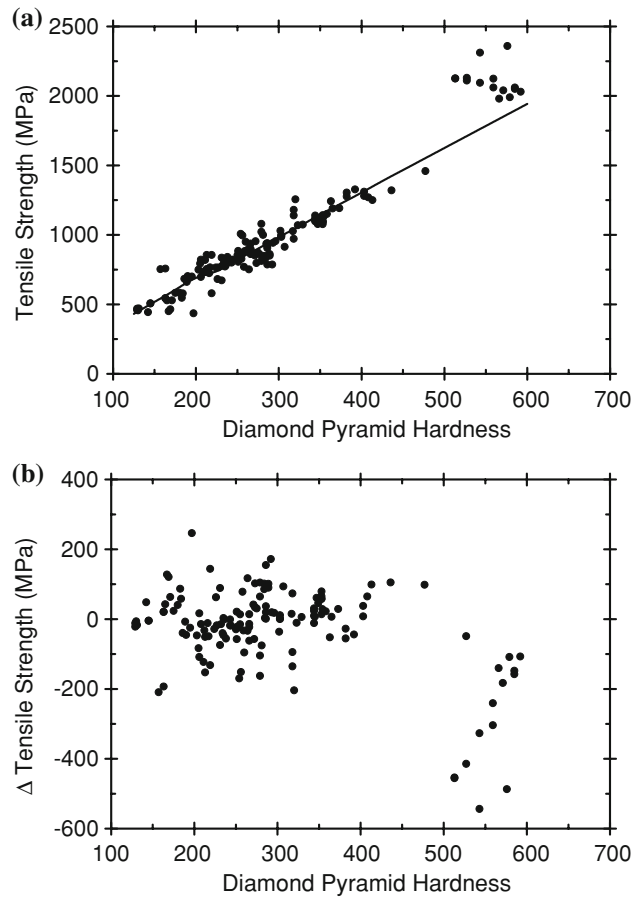 (a)
2500
2000
1500
1000
500
0
Tensile Strength (MPa)
100 200 300 400 500 600 700
Diamond Pyramid Hardness
(b)
400
200
0
-200
-400
-600
Δ Tensile Strength (MPa)
100 200 300 400 500 600 700
Diamond Pyramid Hardness